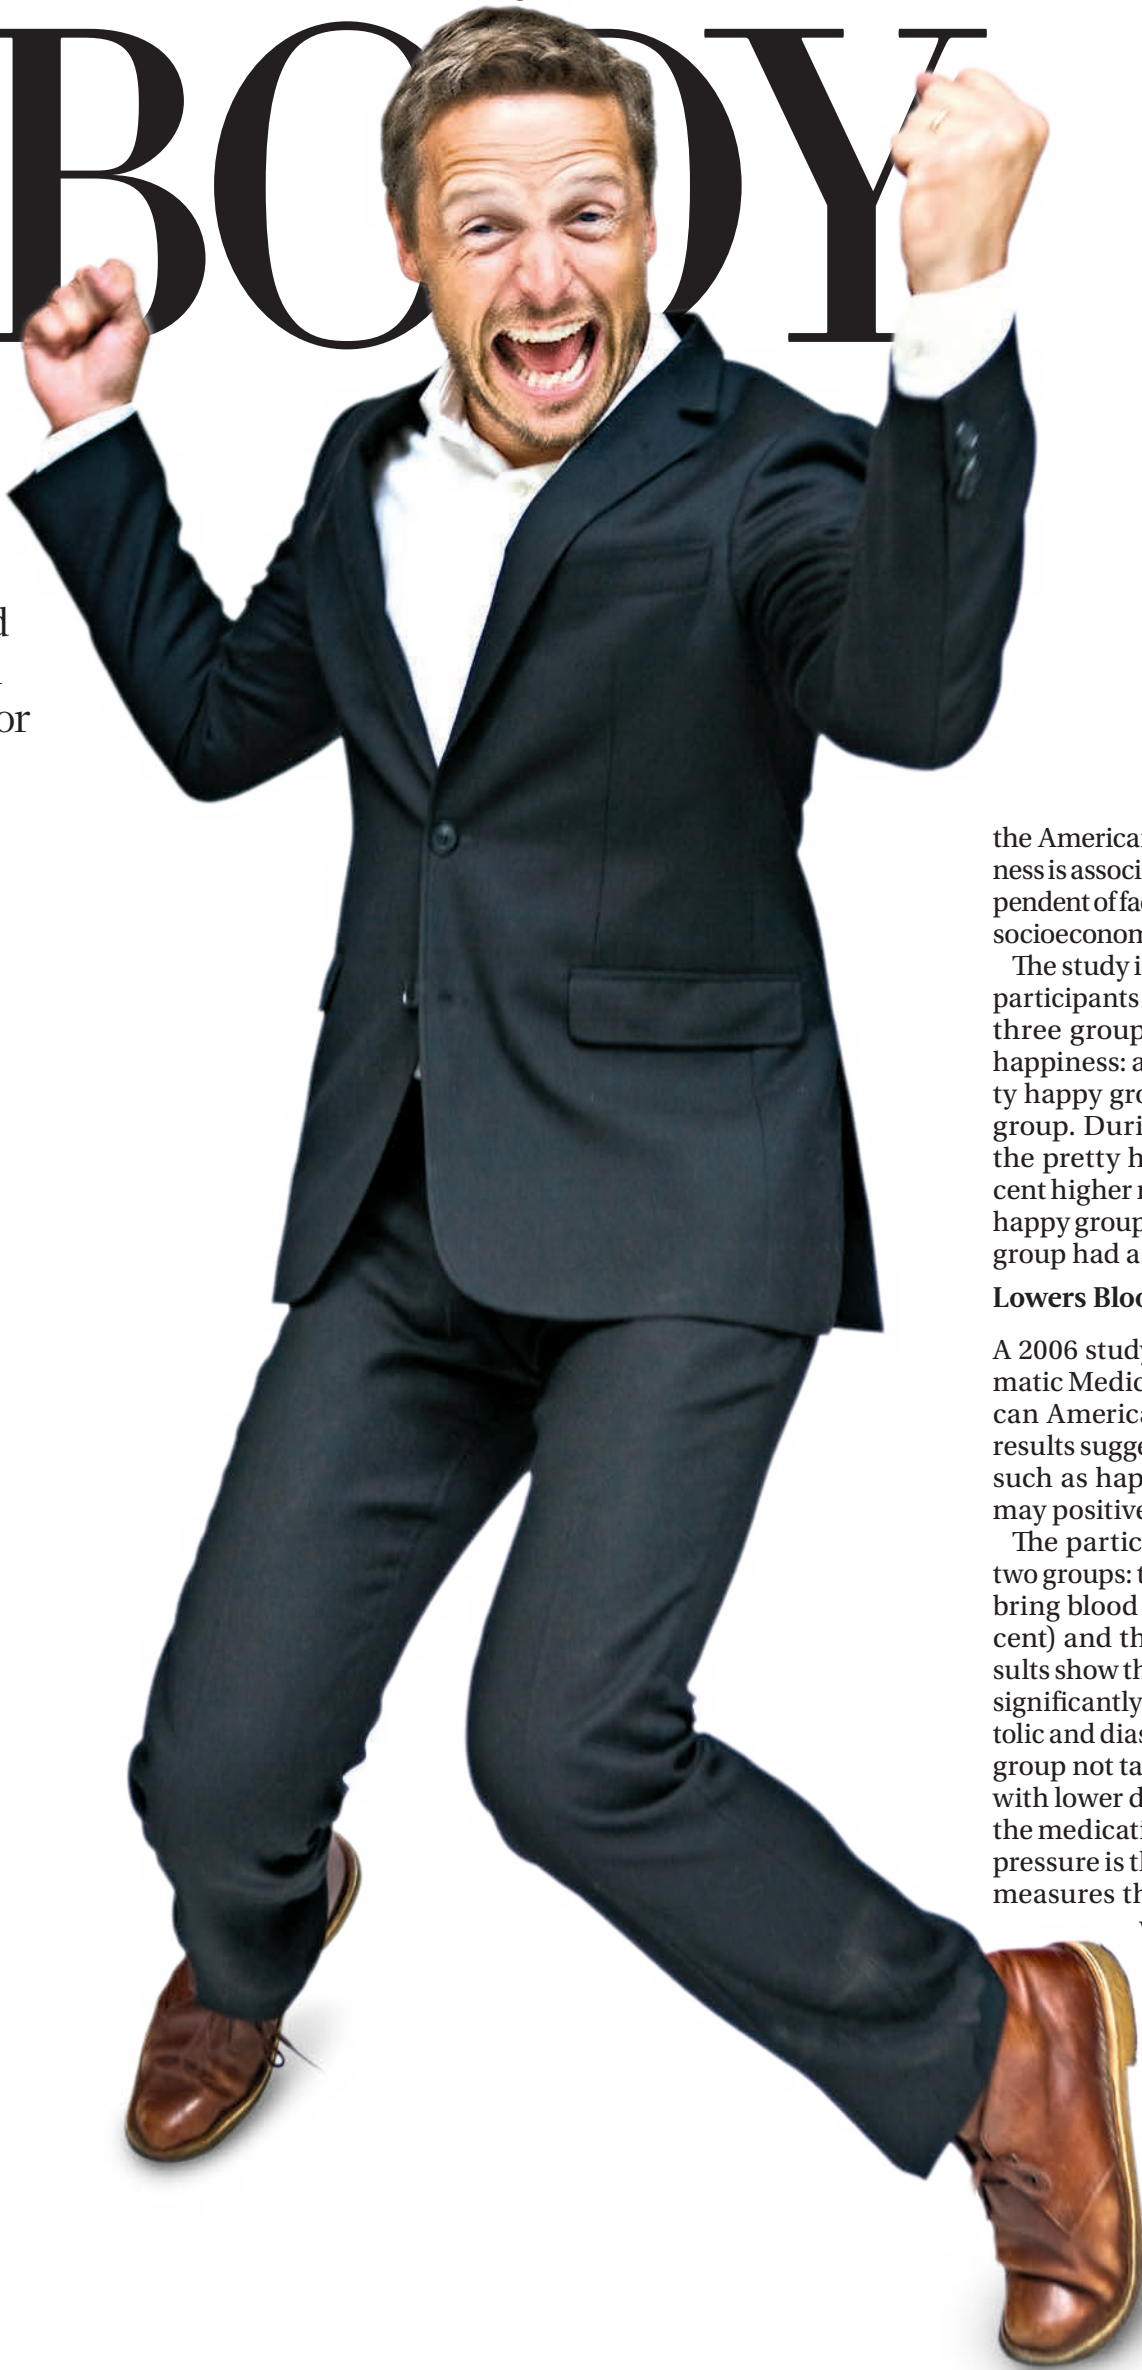 BODY
or
the America
ness is associ
pendent of fa
socioeconom
The study i
participants
three group
happiness: a
ty happy gro
group. Duri
the pretty h
cent higher
happy group
group had a
Lowers Bloo
A 2006 study
matic Medic
can America
results sugge
such as hap
may positive
The partic
two groups: t
bring blood
cent) and th
sults show th
significantly
tolic and dias
group not ta
with lower d
the medicati
pressure is th
measures th